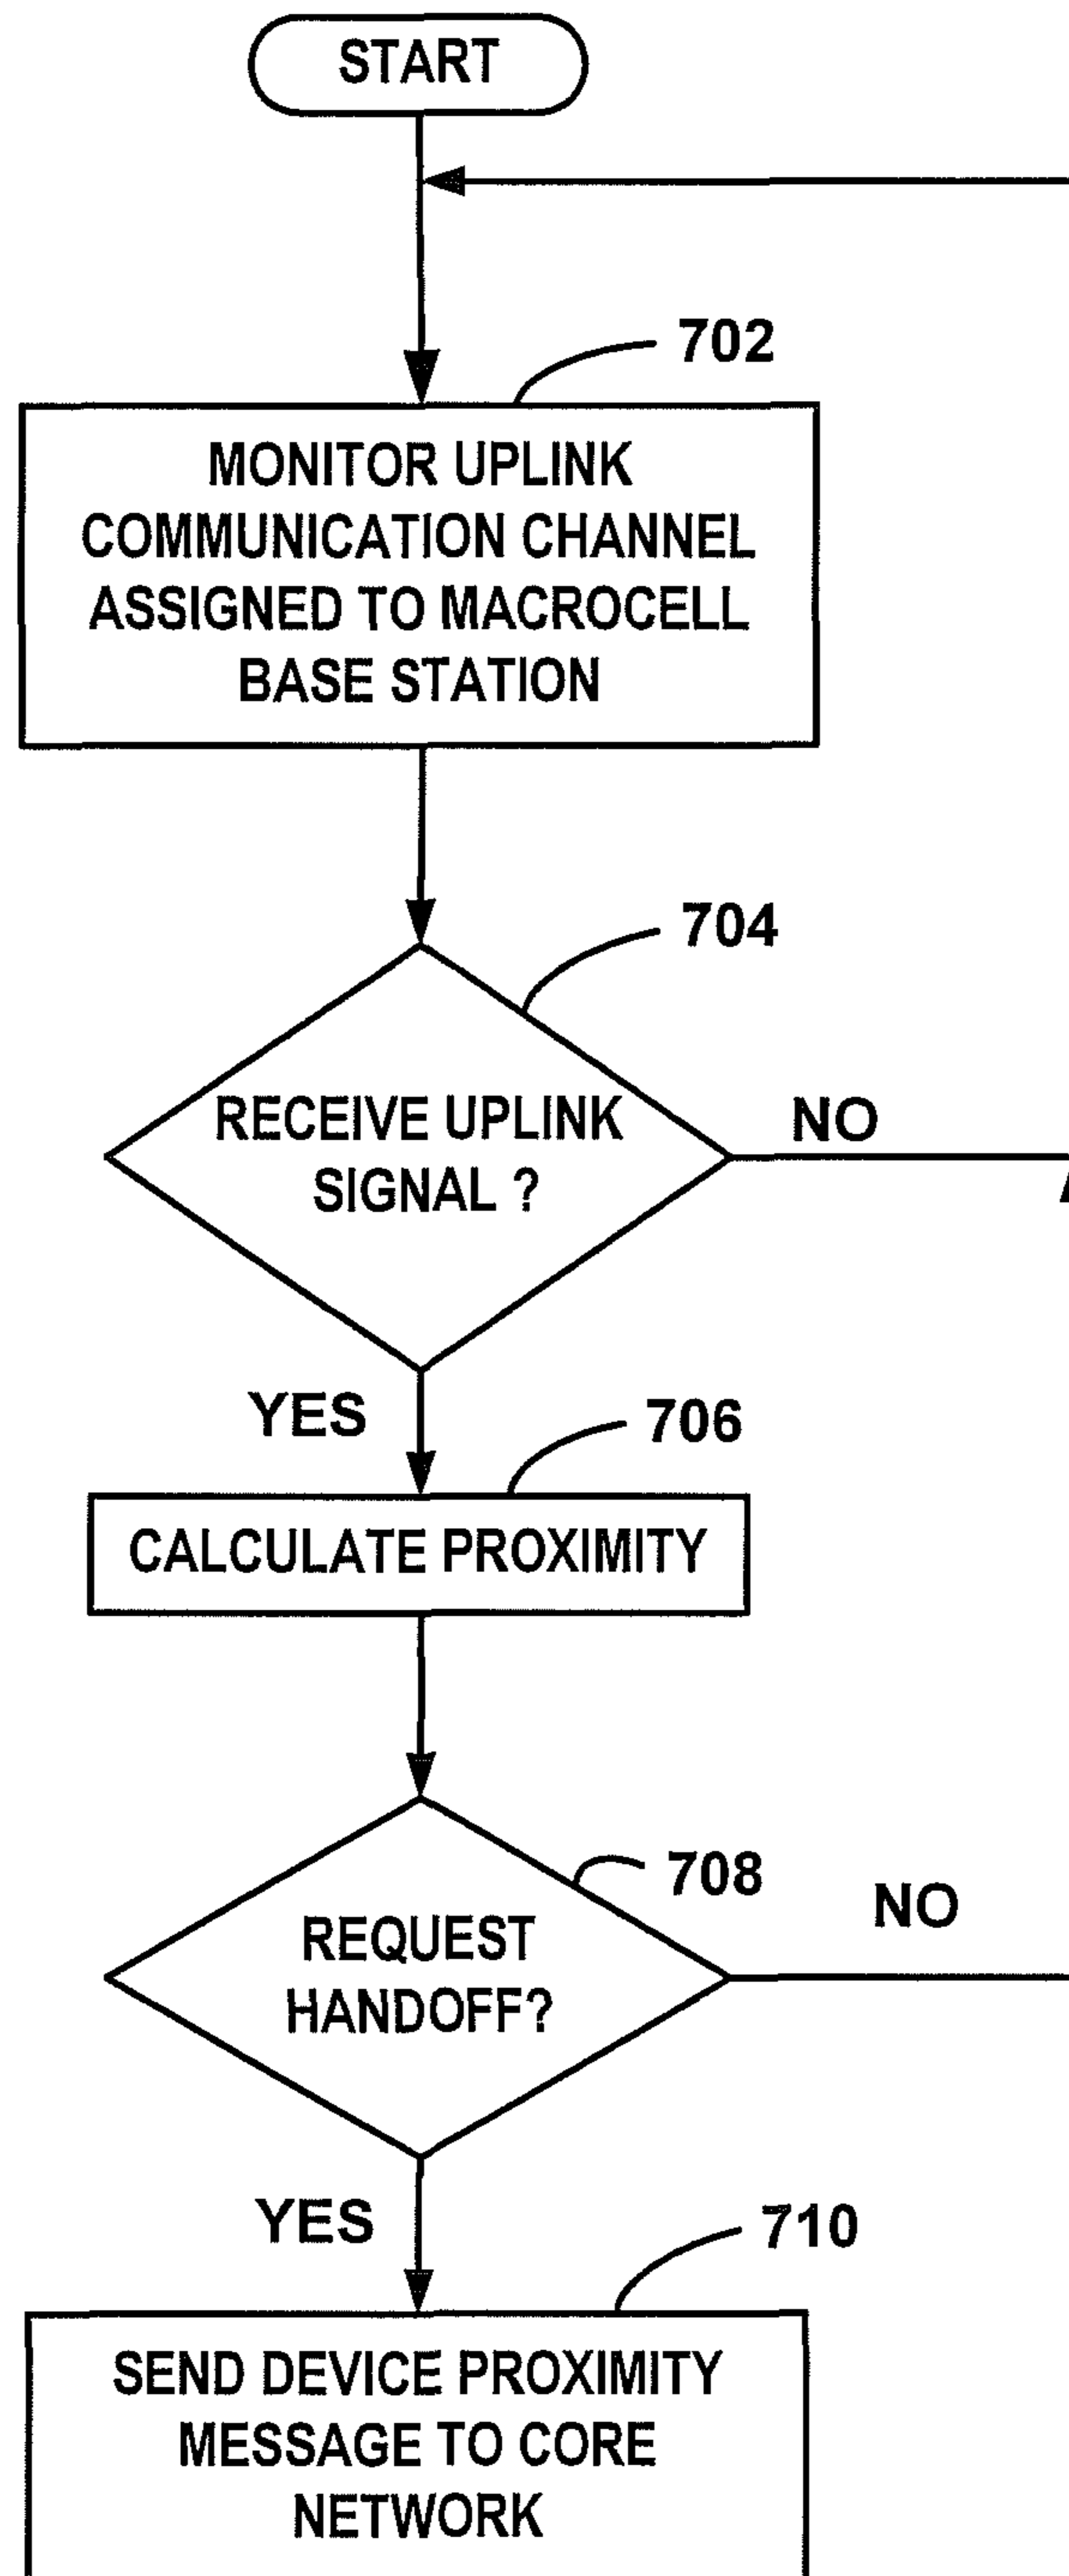 START
702
MONITOR UPLINK
COMMUNICATION CHANNEL
ASSIGNED TO MACROCELL
BASE STATION
704
RECEIVE UPLINK
SIGNAL ?
NO
YES
706
CALCULATE PROXIMITY
708
REQUEST
HANDOFF?
NO
YES
710
SEND DEVICE PROXIMITY
MESSAGE TO CORE
NETWORK